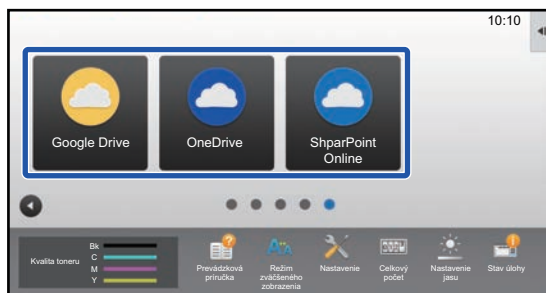 10:10
Google Drive
OneDrive
ShparPoint
Online
Kvalita toneru
Bk
C
M
Y
Prevádzková
príručka
Režim
zväčšeného
zobrazenia
Nastavenie
Celkový
počet
Nastavenie
jasu
Stav úlohy